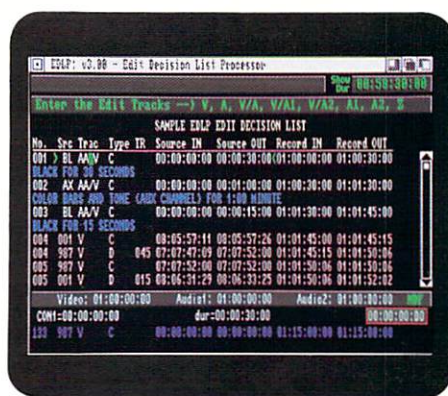 EDLP: v3.00 - Edit Decision List Processor
Show Dur 00:59:30:00
Enter the Edit Tracks --> V, A, V/A, V/A1, V/A2, A1, A2, %
SAMPLE EDLP EDIT DECISION LIST
No. Src Trac Type TR Source IN Source OUT Record IN Record OUT
001 > BL AA/V C 00:00:00:00 00:00:30:00<01:00:00:00 01:00:30:00
BLACK FOR 30 SECONDS
002 AX AA/V C 00:00:00:00 00:01:00:00 01:00:30:00 01:01:30:00
COLOR BARS AND TONE (AUX CHANNEL) FOR 1:00 MINUTE
003 BL AA/V C 00:00:00:00 00:00:15:00 01:01:30:00 01:01:45:00
BLACK FOR 15 SECONDS
004 001 V C 08:05:57:11 08:05:57:26 01:01:45:00 01:01:45:15
004 987 V D 045 07:07:47:09 07:07:52:00 01:01:45:15 01:01:50:06
005 987 V C 07:07:52:00 07:07:52:00 01:01:50:06 01:01:50:06
005 001 V D 015 08:06:31:29 08:06:33:25 01:01:50:06 01:01:52:02
Video: 01:00:00:00 Audio1: 01:00:00:00 Audio2: 01:00:00:00
CON1=00:00:00:00 dur=00:00:30:00 00:00:00:00
133 987 V C 00:00:00:00 00:00:00:00 01:15:00:00 01:15:00:00